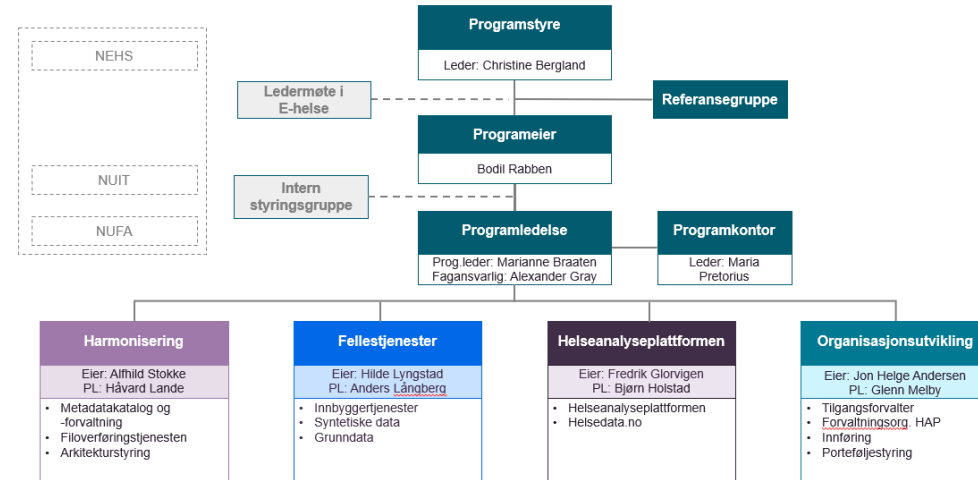 NEHS
NUIT
NUFA
Programstyre
Leder: Christine Bergland
Ledermøte i
E-helse
Referansegruppe
Programeier
Bodil Rabben
Intern
styringsgruppe
Programledelse
Prog.leder: Marianne Braaten
Fagansvarlig: Alexander Gray
Programkontor
Leder: Maria
Pretorius
Harmonisering
Eier: Alfhild Stokke
PL: Håvard Lande
• Metadatakatalog og
-forvaltning
• Filoverføringstjenesten
• Arkitekturstyring
Fellestjenester
Eier: Hilde Lyngstad
PL: Anders Långberg
• Innbyggertjenester
• Syntetiske data
• Grunndata
Helseanalyseplattformen
Eier: Fredrik Glorvigen
PL: Bjørn Holstad
• Helseanalyseplattformen
• Helsedata.no
Organisasjonsutvikling
Eier: Jon Helge Andersen
PL: Glenn Melby
• Tilgangsforvalter
• Forvaltningsorg. HAP
• Innføring
• Porteføljestyring